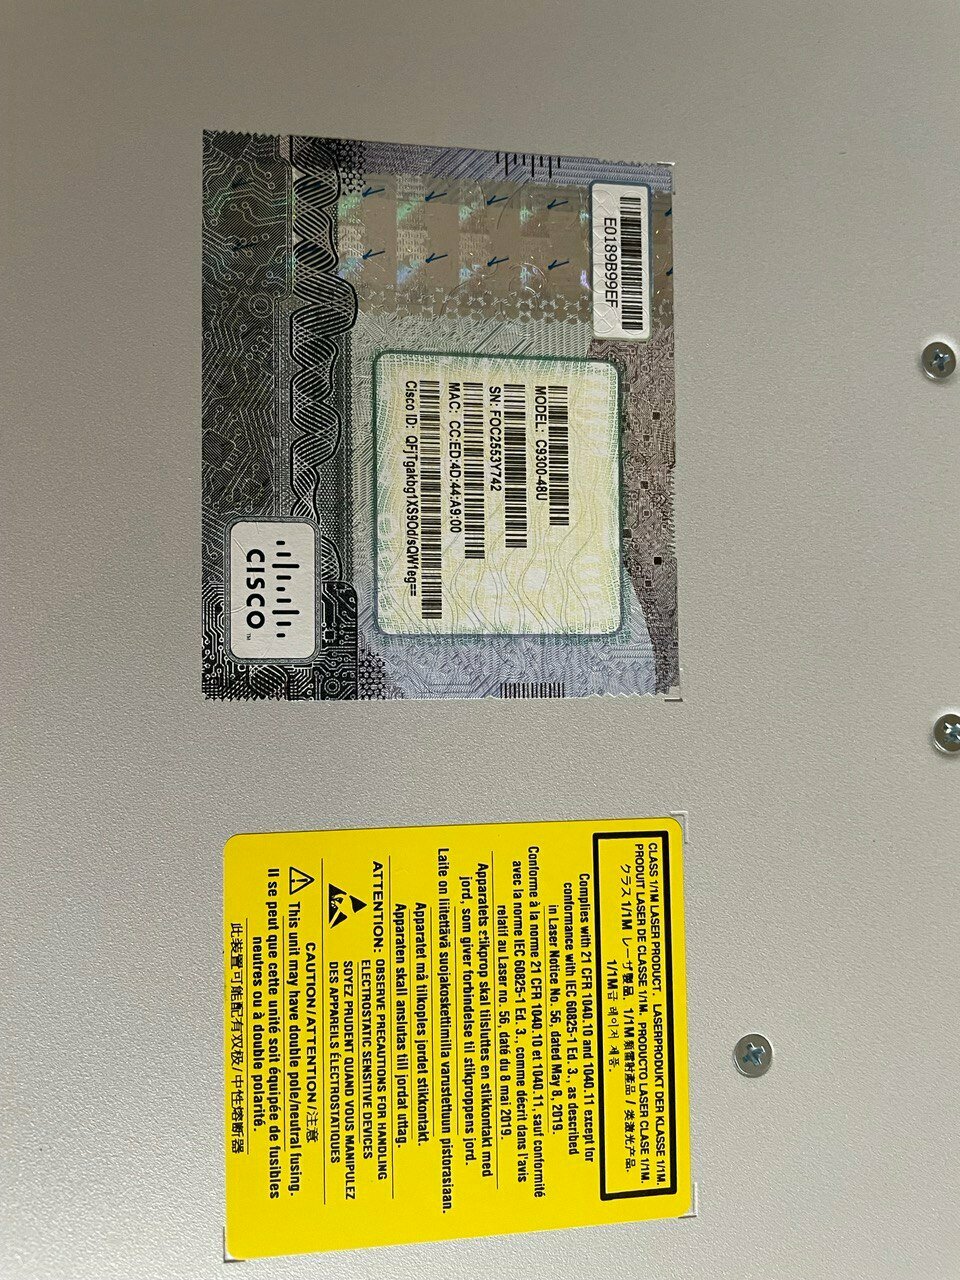 E0189B99EF
MODEL: C9300-48U
SN: FOC2553Y742
MAC: CC:ED:4D:44:A9:00
Cisco ID: QFjTgakbg1XS9Od/sQW1eg==
CISCO™
CLASS 1/1M LASER PRODUCT. LASERPRODUKT DER KLASSE 1/1M.
PRODUIT LASER DE CLASSE 1/1M. PRODUCTO LASER CLASE 1/1M.
クラス 1/1M レーザ製品. 1/1M類雷射產品 / 类激光产品.
1/1M급 레이저 제품.
Complies with 21 CFR 1040.10 and 1040.11 except for
conformance with IEC 60825-1 Ed. 3., as described
in Laser Notice No. 56, dated May 8, 2019.
Conforme à la norme 21 CFR 1040.10 et 1040.11, sauf conformité
avec la norme IEC 60825-1 Ed. 3., comme décrit dans l'avis
relatif au Laser no. 56, daté du 8 mai 2019.
Apparatets stikprop skal tilsluttes en stikkontakt med
jord, som giver forbindelse til stikproppens jord.
Laite on liitettävä suojakoskettimilla varustettuun pistorasiaan.
Apparatet må tilkoples jordet stikkontakt.
Apparaten skall anslutas till jordat uttag.
ATTENTION: OBSERVE PRECAUTIONS FOR HANDLING
ELECTROSTATIC SENSITIVE DEVICES
SOYEZ PRUDENT QUAND VOUS MANIPULEZ
DES APPAREILS ÉLECTROSTATIQUES
CAUTION/ATTENTION/注意
This unit may have double pole/neutral fusing.
Il se peut que cette unité soit équipée de fusibles
neutres ou à double polarité.
此装置可能配有双极/中性熔断器